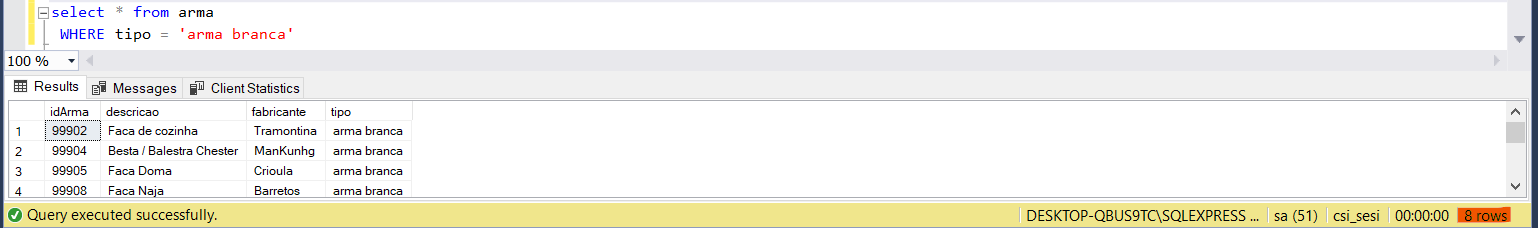 select * from arma
WHERE tipo = 'arma branca'
100 %
Results Messages Client Statistics
idArma descricao fabricante tipo
1 99902 Faca de cozinha Tramontina arma branca
2 99904 Besta / Balestra Chester ManKunhg arma branca
3 99905 Faca Doma Crioula arma branca
4 99908 Faca Naja Barretos arma branca
Query executed successfully. DESKTOP-QBUS9TC\SQLEXPRESS ... sa (51) csi_sesi 00:00:00 8 rows